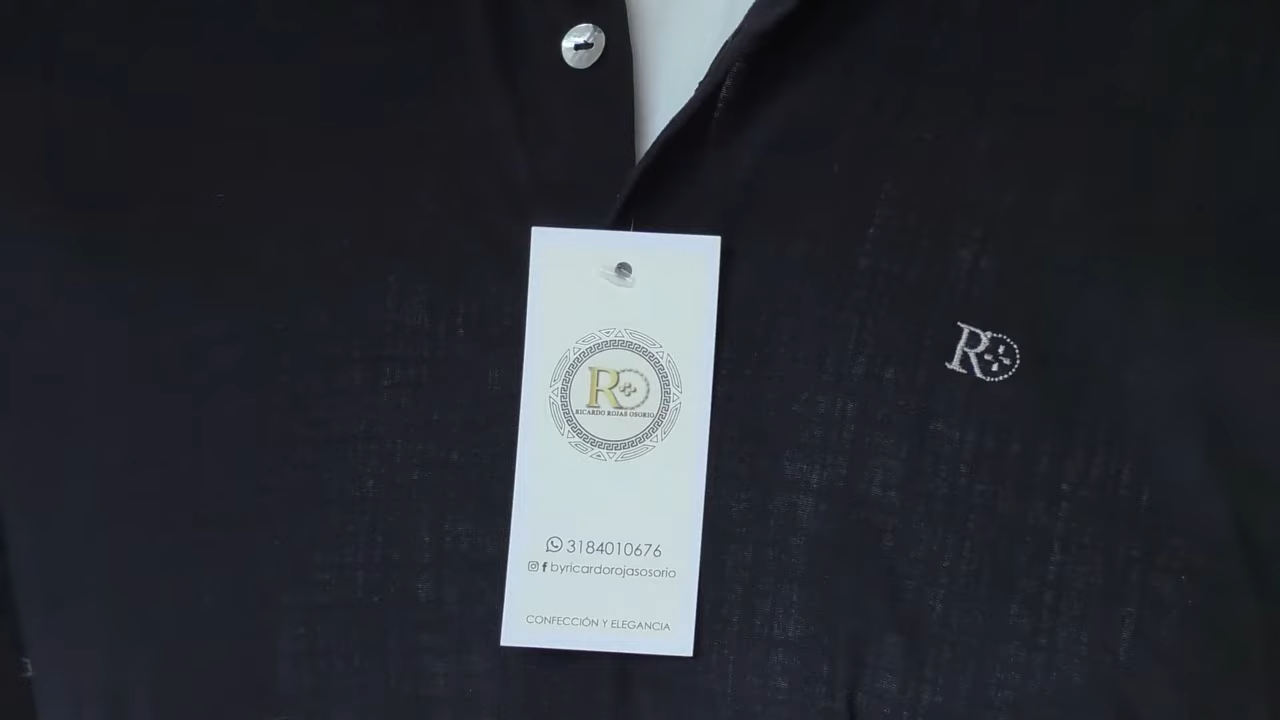 R
RICARDO ROJAS OSORIO
3184010676
byricardorojasosorio
CONFECCIÓN Y ELEGANCIA
R